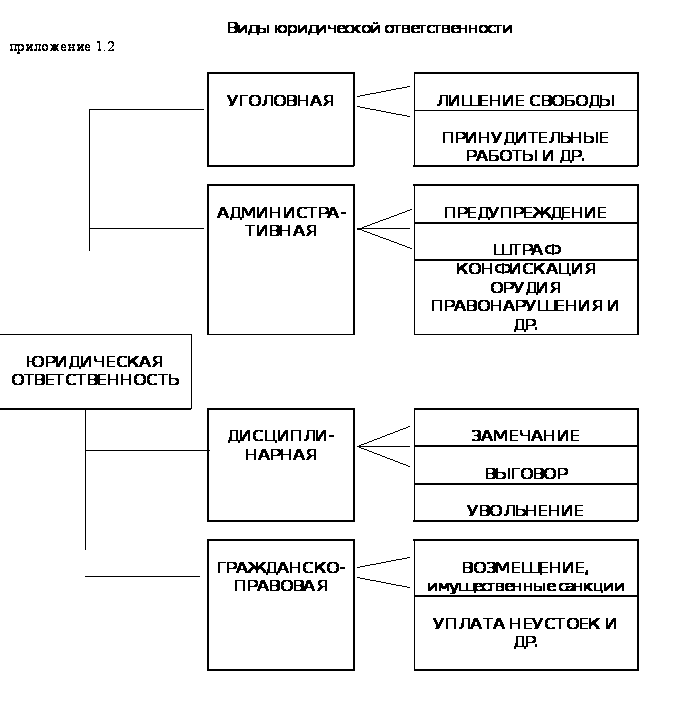 Виды юридической ответственности
приложение 1.2
УГОЛОВНАЯ
ЛИШЕНИЕ СВОБОДЫ
ПРИНУДИТЕЛЬНЫЕ
РАБОТЫ И ДР.
АДМИНИСТРА-
ТИВНАЯ
ПРЕДУПРЕЖДЕНИЕ
ШТРАФ
КОНФИСКАЦИЯ
ОРУДИЯ
ПРАВОНАРУШЕНИЯ И
ДР.
ЮРИДИЧЕСКАЯ
ОТВЕТСТВЕННОСТЬ
ДИСЦИПЛИ-
НАРНАЯ
ЗАМЕЧАНИЕ
ВЫГОВОР
УВОЛЬНЕНИЕ
ГРАЖДАНСКО-
ПРАВОВАЯ
ВОЗМЕЩЕНИЕ,
имущественные санкции
УПЛАТА НЕУСТОЕК И
ДР.